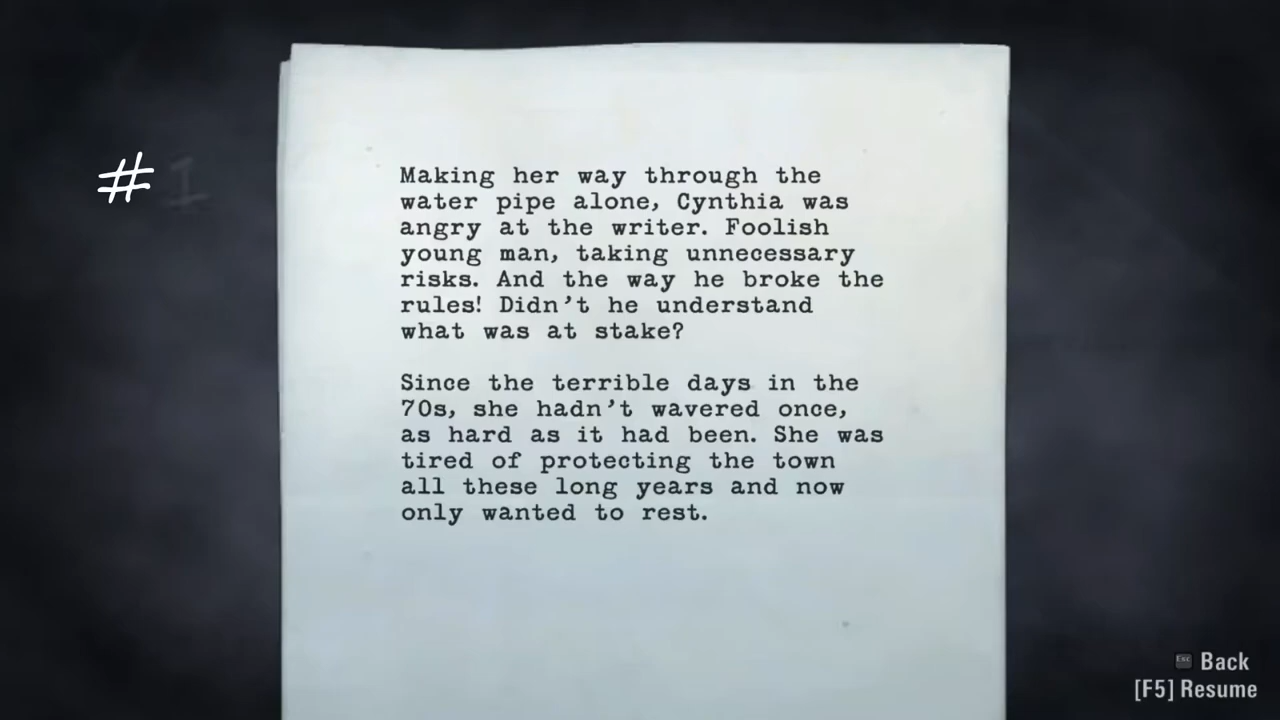 #1
Making her way through the
water pipe alone, Cynthia was
angry at the writer. Foolish
young man, taking unnecessary
risks. And the way he broke the
rules! Didn't he understand
what was at stake?
Since the terrible days in the
70s, she hadn't wavered once,
as hard as it had been. She was
tired of protecting the town
all these long years and now
only wanted to rest.
Esc Back
[F5] Resume